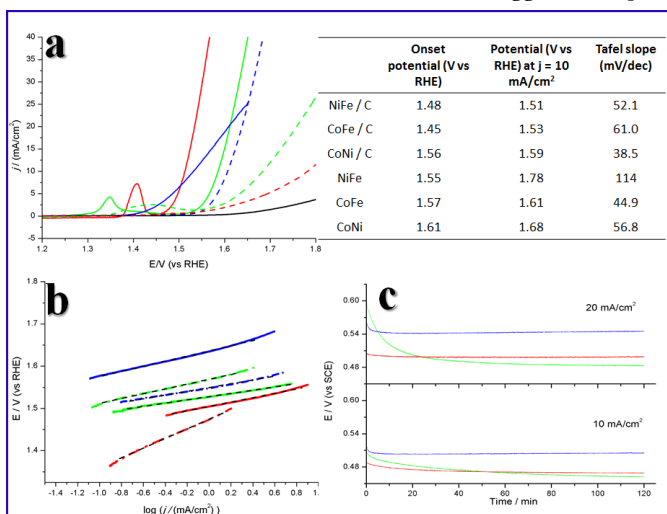 a
j / (mA/cm²)
40
35
30
25
20
15
10
5
0
-5
1.2 1.3 1.4 1.5 1.6 1.7 1.8
E/V (vs RHE)
Onset potential (V vs RHE) Potential (V vs RHE) at j = 10 mA/cm² Tafel slope (mV/dec)
NiFe / C 1.48 1.51 52.1
CoFe / C 1.45 1.53 61.0
CoNi / C 1.56 1.59 38.5
NiFe 1.55 1.78 114
CoFe 1.57 1.61 44.9
CoNi 1.61 1.68 56.8
b
E / V (vs RHE)
1.8
1.7
1.6
1.5
1.4
-1.4 -1.2 -1.0 -0.8 -0.6 -0.4 -0.2 0.0 0.2 0.4 0.6 0.8 1.
log (j /(mA/cm²) )
c
E / V (vs SCE)
20 mA/cm²
0.60
0.54
0.48
10 mA/cm²
0.60
0.54
0.48
0 20 40 60 80 100 120
Time / min